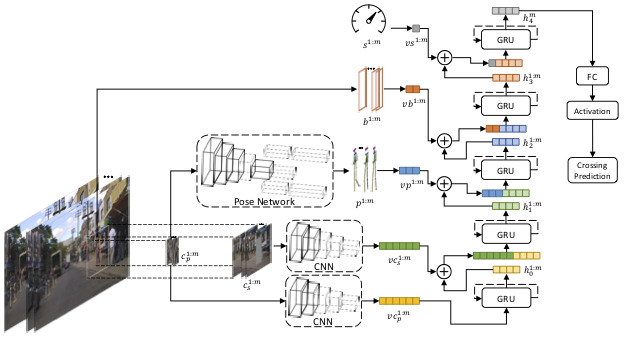 s^{1:m}
vs^{1:m}
h_4^m
GRU
FC
h_3^{1:m}
b^{1:m}
vb^{1:m}
GRU
Activation
h_2^{1:m}
Pose Network
p^{1:m}
vp^{1:m}
GRU
Crossing
Prediction
h_1^{1:m}
c_p^{1:m}
c_s^{1:m}
CNN
vc_s^{1:m}
GRU
h_0^{1:m}
CNN
vc_p^{1:m}
GRU